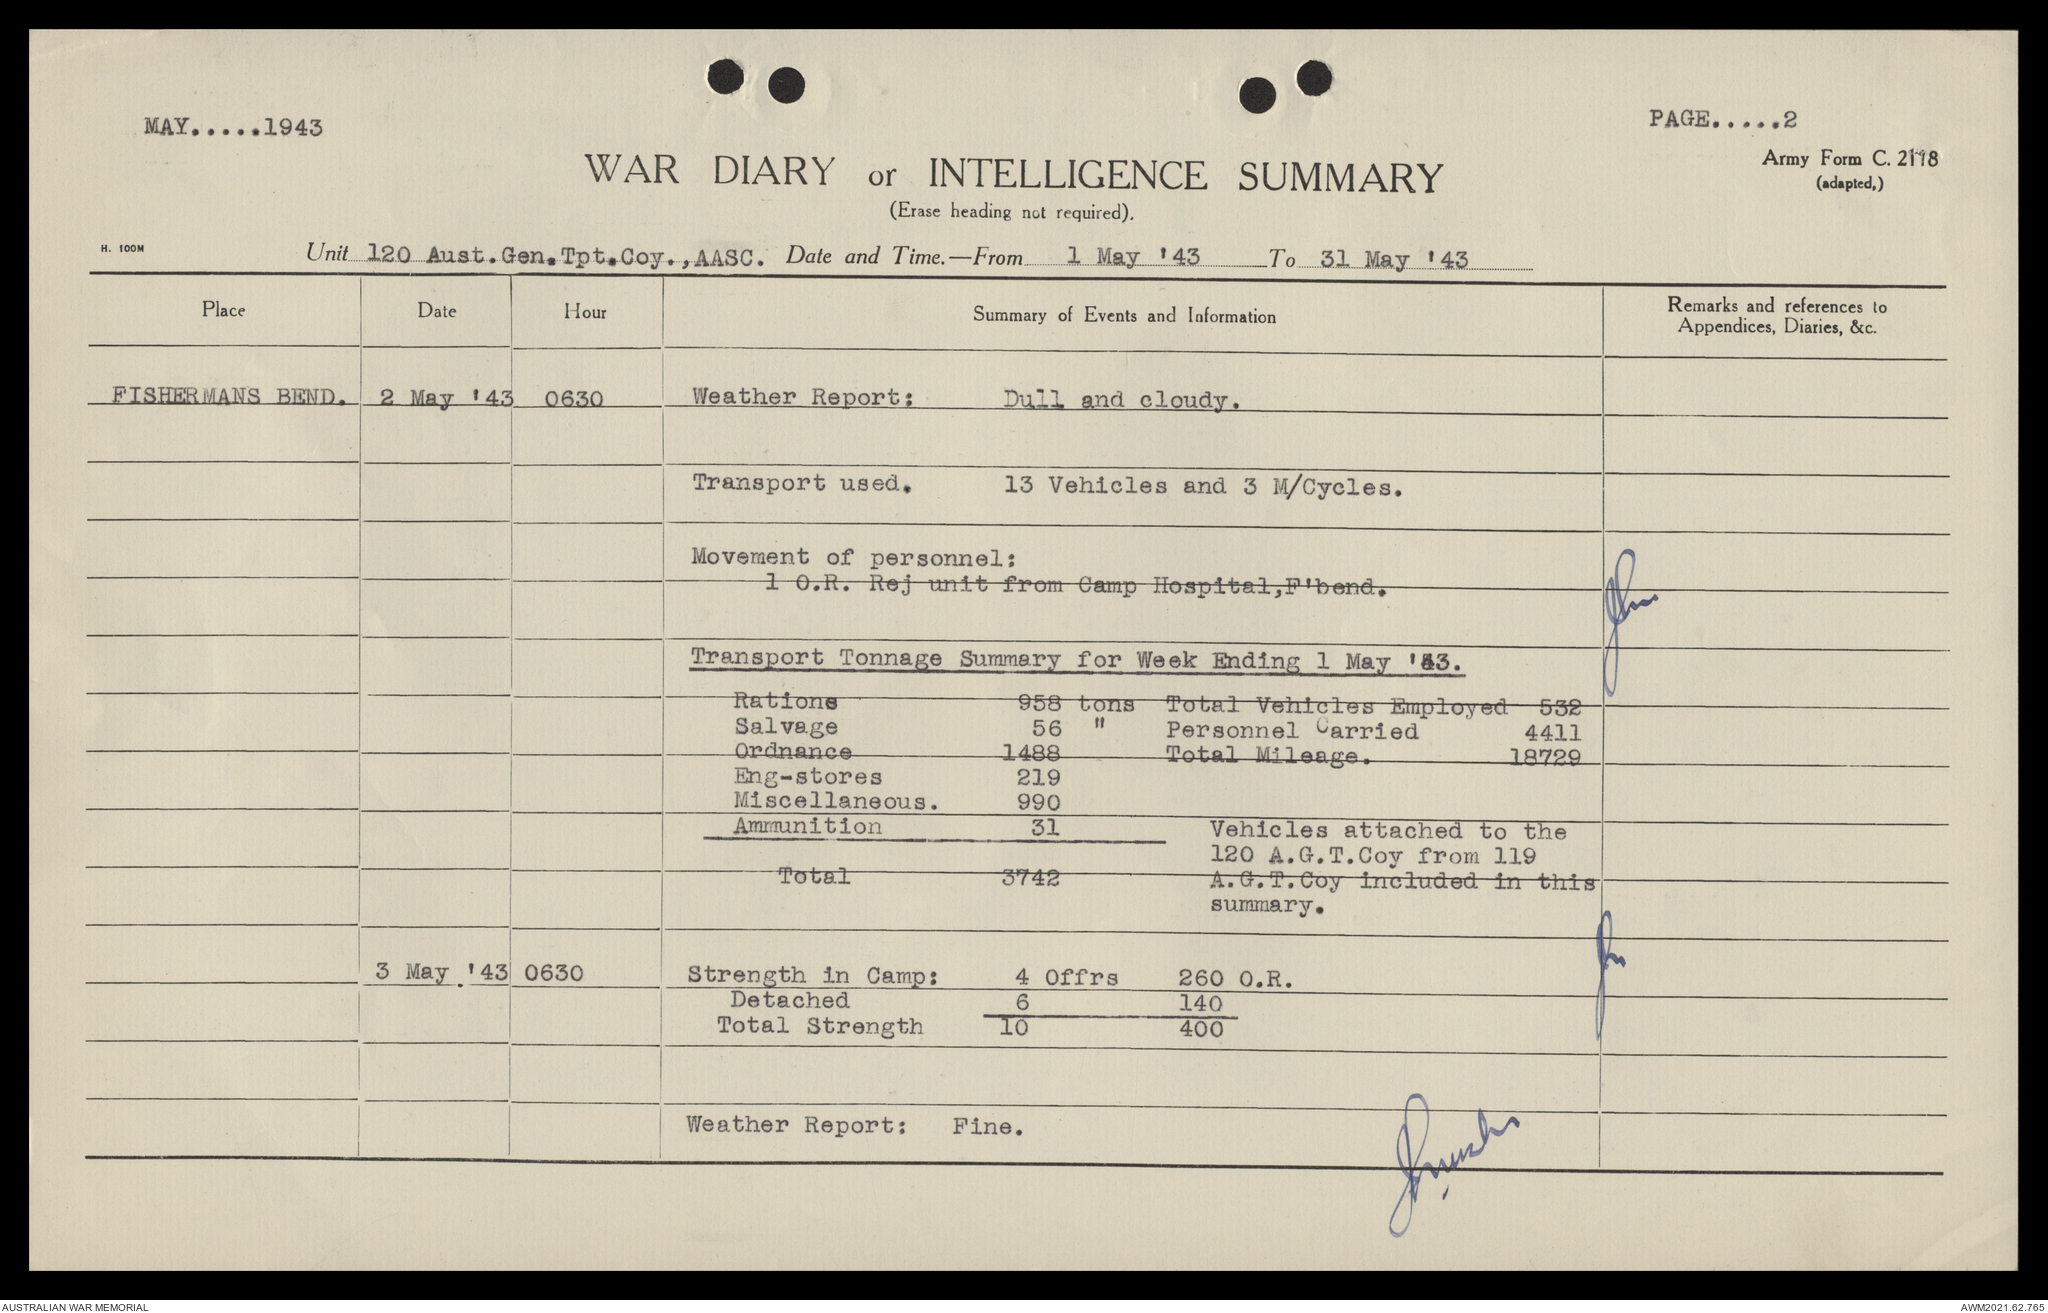 MAY.....1943
PAGE.....2
WAR DIARY or INTELLIGENCE SUMMARY
Army Form C. 2118
(adapted.)
(Erase heading not required).
H. 100M
Unit 120 Aust.Gen.Tpt.Coy.,AASC. Date and Time.—From 1 May '43 To 31 May '43
Place Date Hour Summary of Events and Information Remarks and references to
Appendices, Diaries, &c.
FISHERMANS BEND. 2 May '43 0630 Weather Report: Dull and cloudy.
Transport used. 13 Vehicles and 3 M/Cycles.
Movement of personnel:
1 O.R. Rej unit from Camp Hospital,F'bend.
Transport Tonnage Summary for Week Ending 1 May '43.
Rations 958 tons Total Vehicles Employed 532
Salvage 56 " Personnel Carried 4411
Ordnance 1488 Total Mileage. 18729
Eng-stores 219
Miscellaneous. 990
Ammunition 31 Vehicles attached to the
120 A.G.T.Coy from 119
Total 3742 A.G.T.Coy included in this
summary.
3 May '43 0630 Strength in Camp: 4 Offrs 260 O.R.
Detached 6 140
Total Strength 10 400
Weather Report: Fine.
AUSTRALIAN WAR MEMORIAL
AWM2021.62.765